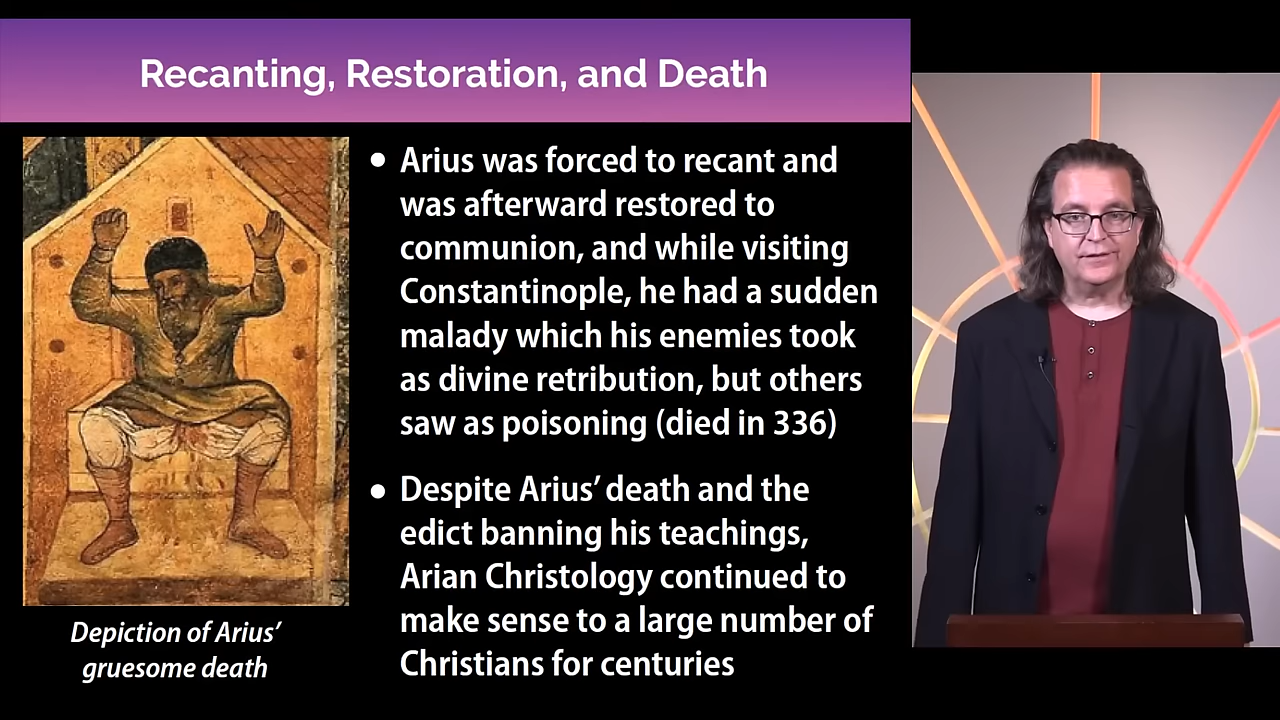 Recanting, Restoration, and Death
• Arius was forced to recant and
was afterward restored to
communion, and while visiting
Constantinople, he had a sudden
malady which his enemies took
as divine retribution, but others
saw as poisoning (died in 336)
• Despite Arius’ death and the
edict banning his teachings,
Arian Christology continued to
make sense to a large number of
Christians for centuries
Depiction of Arius’
gruesome death